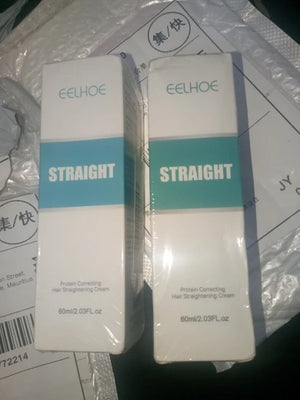 集/快
EELHOE
STRAIGHT
Protein Correcting
Hair Straightening Cream
60ml/2.03FL.oz
EELHOE
STRAIGHT
Protein Correcting
Hair Straightening Cream
60ml/2.03FL.oz
JY
集/快
Street,
Mauritius
72214